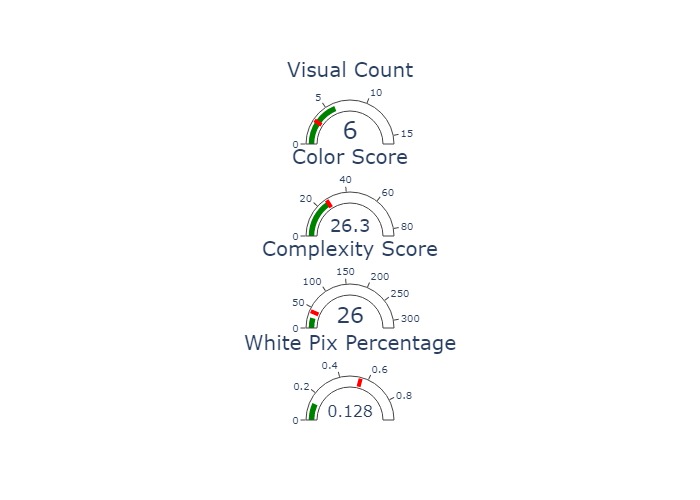 Visual Count
0 5 10 15
6
Color Score
0 20 40 60 80
26.3
Complexity Score
0 50 100 150 200 250 300
26
White Pix Percentage
0 0.2 0.4 0.6 0.8
0.128